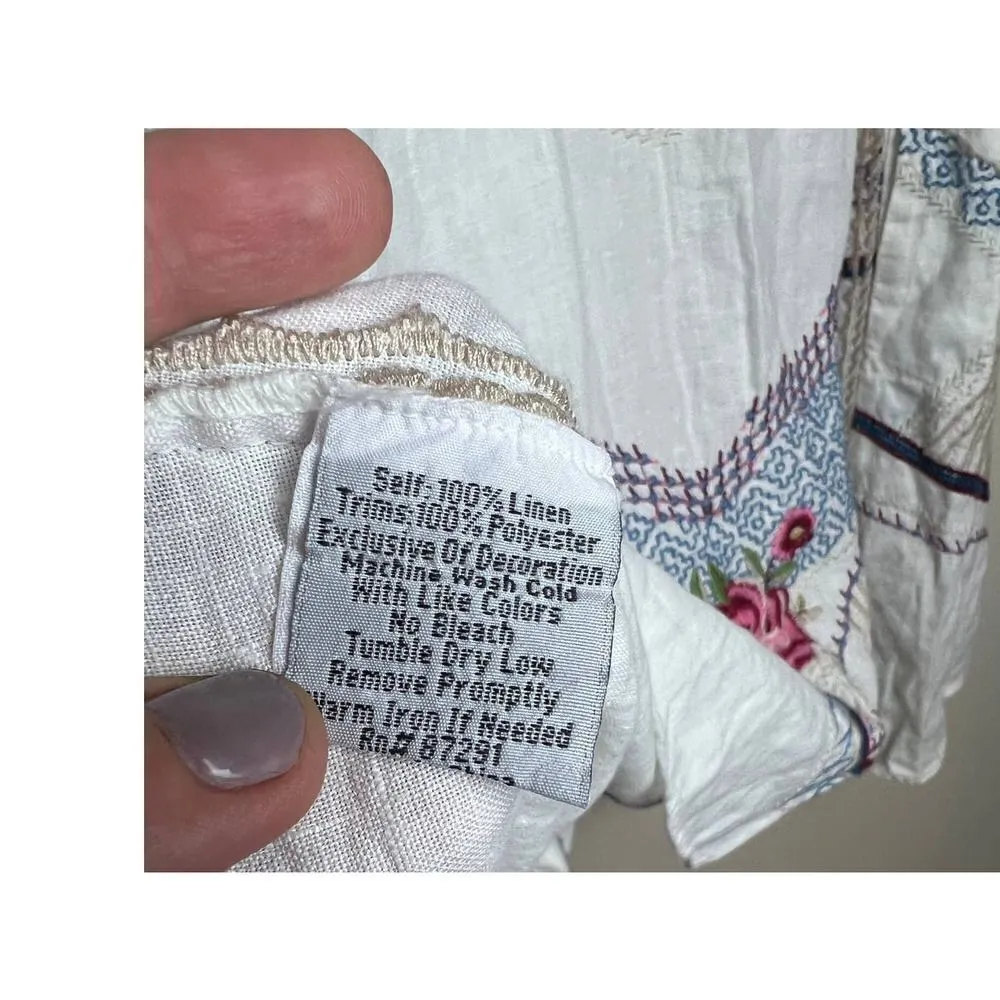 Self: 100% Linen
Trims: 100% Polyester
Exclusive Of Decoration
Machine Wash Cold
With Like Colors
No Bleach
Tumble Dry Low
Remove Promptly
Warm Iron If Needed
Rn# 87291